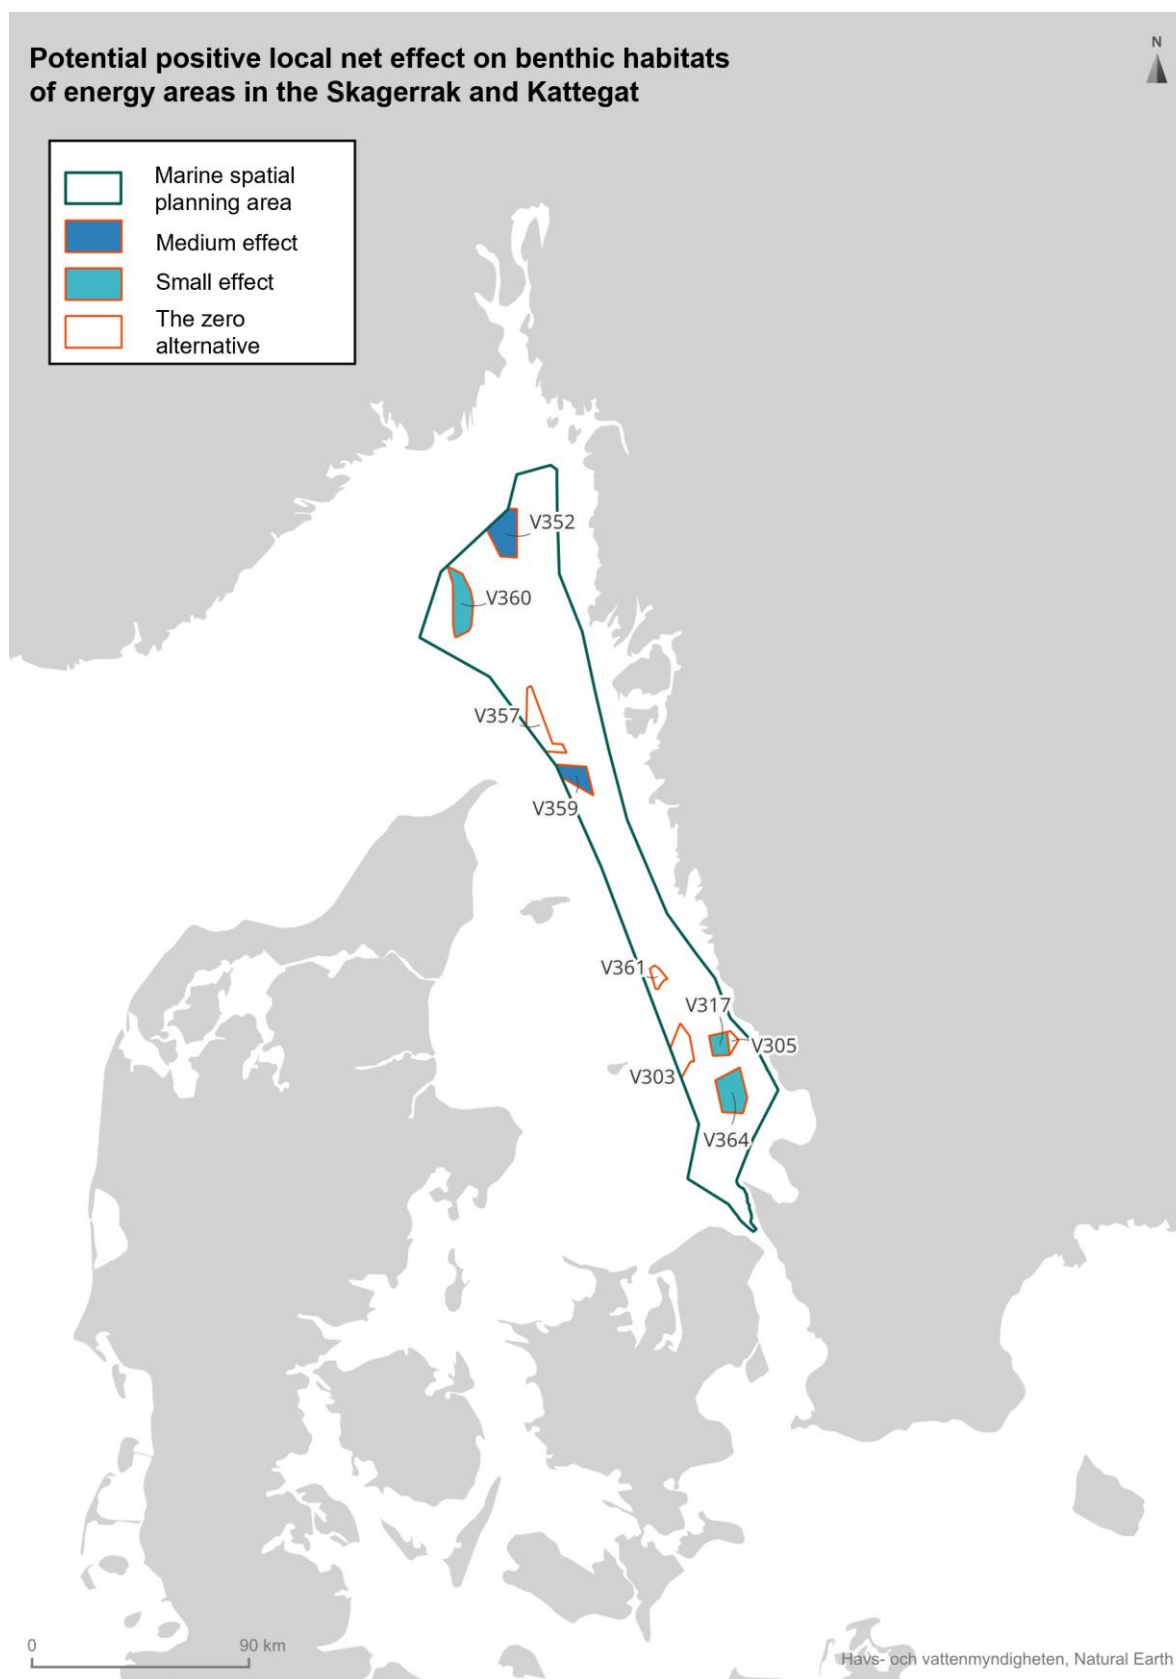 Potential positive local net effect on benthic habitats
of energy areas in the Skagerrak and Kattegat
N
Marine spatial
planning area
Medium effect
Small effect
The zero
alternative
V352
V360
V357
V359
V361
V317
V305
V303
V364
0
90 km
Havs- och vattenmyndigheten, Natural Earth